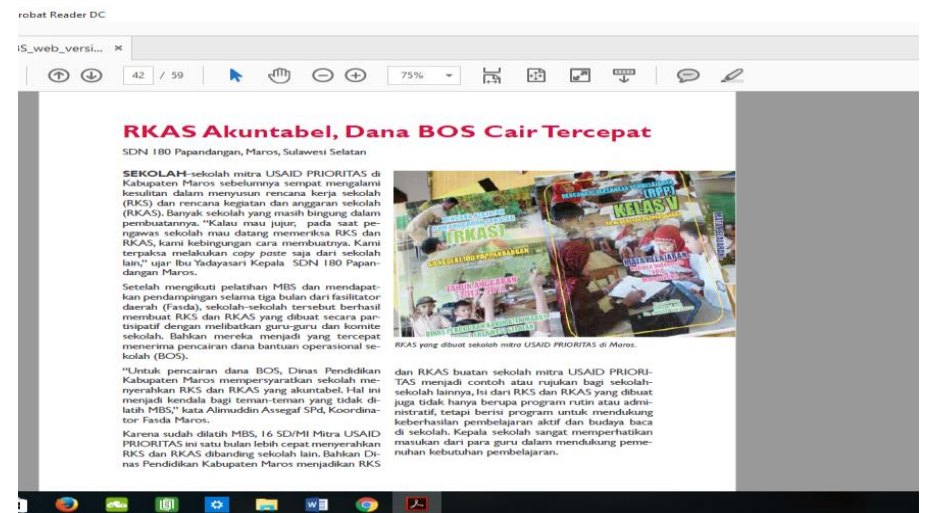 robat Reader DC
S_web_versi... ×
42 / 59
75%
RKAS Akuntabel, Dana BOS Cair Tercepat
SDN 180 Papandangan, Maros, Sulawesi Selatan
SEKOLAH-sekolah mitra USAID PRIORITAS di
Kabupaten Maros sebelumnya sempat mengalami
kesulitan dalam menyusun rencana kerja sekolah
(RKS) dan rencana kegiatan dan anggaran sekolah
(RKAS). Banyak sekolah yang masih bingung dalam
pembuatannya. “Kalau mau jujur, pada saat pe-
ngawas sekolah mau datang memeriksa RKS dan
RKAS, kami kebingungan cara membuatnya. Kami
terpaksa melakukan copy paste saja dari sekolah
lain,” ujar Ibu Yadayasari Kepala SDN 180 Papan-
dangan Maros.
Setelah mengikuti pelatihan MBS dan mendapat-
kan pendampingan selama tiga bulan dari fasilitator
daerah (Fasda), sekolah-sekolah tersebut berhasil
membuat RKS dan RKAS yang dibuat secara par-
tisipatif dengan melibatkan guru-guru dan komite
sekolah. Bahkan mereka menjadi yang tercepat
menerima pencairan dana bantuan operasional se-
kolah (BOS).
“Untuk pencairan dana BOS, Dinas Pendidikan
Kabupaten Maros mempersyaratkan sekolah me-
nyerahkan RKS dan RKAS yang akuntabel. Hal ini
menjadi kendala bagi teman-teman yang tidak di-
latih MBS,” kata Alimuddin Assegaf SPd, Koordina-
tor Fasda Maros.
Karena sudah dilatih MBS, 16 SD/MI Mitra USAID
PRIORITAS ini satu bulan lebih cepat menyerahkan
RKS dan RKAS dibanding sekolah lain. Bahkan Di-
nas Pendidikan Kabupaten Maros menjadikan RKS
(RKAS)
(RPP)
KELAS V
MATA PELAJARAN
TAHUN ANGGARAN
RKAS yang dibuat sekolah mitra USAID PRIORITAS di Maros.
dan RKAS buatan sekolah mitra USAID PRIORI-
TAS menjadi contoh atau rujukan bagi sekolah-
sekolah lainnya, Isi dari RKS dan RKAS yang dibuat
juga tidak hanya berupa program rutin atau admi-
nistratif, tetapi berisi program untuk mendukung
keberhasilan pembelajaran aktif dan budaya baca
di sekolah. Kepala sekolah sangat memperhatikan
masukan dari para guru dalam mendukung peme-
nuhan kebutuhan pembelajaran.